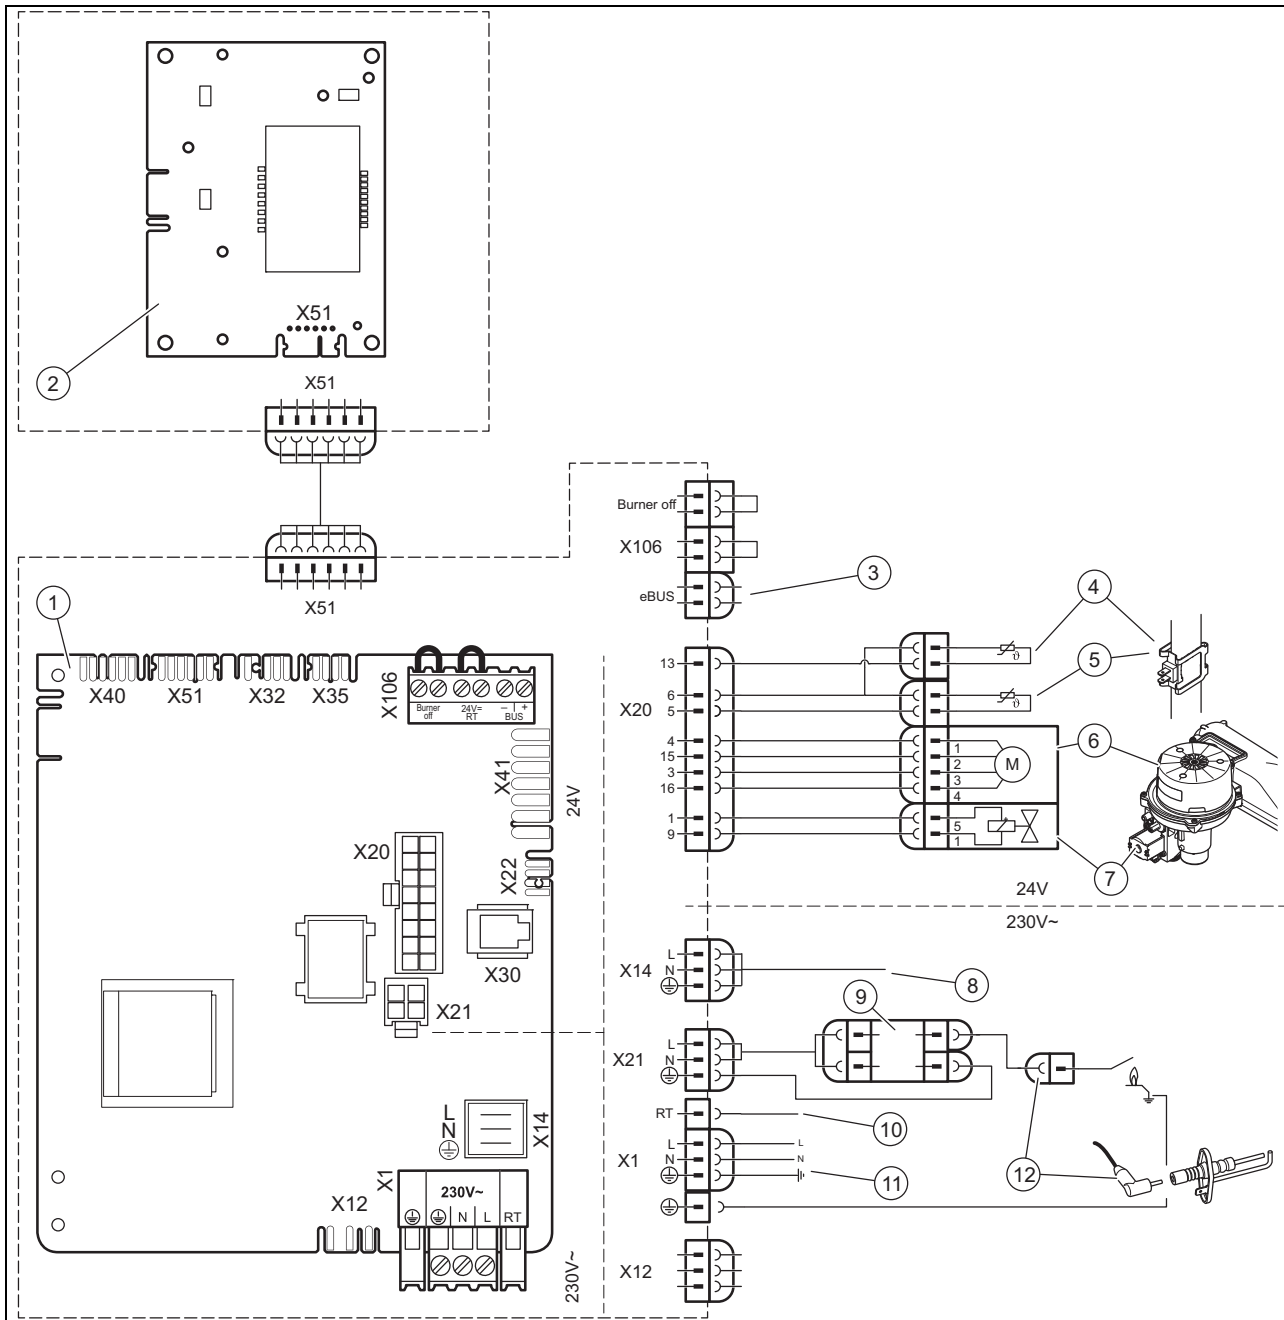 X51
2
X51
X51
1
X40
X51
X32
X35
X106
Burner off
24V= RT
– | + BUS
X41
24V
X20
X22
X30
X21
L
N
X14
X1
230V~
N
L
RT
X12
230V~
Burner off
X106
eBUS
3
X20
13
6
5
4
15
3
16
1
9
1
2
3
4
M
5
1
ϑ
ϑ
4
5
6
7
24V
230V~
X14
L
N
8
9
X21
L
N
RT
10
X1
L
N
L
N
11
12
X12